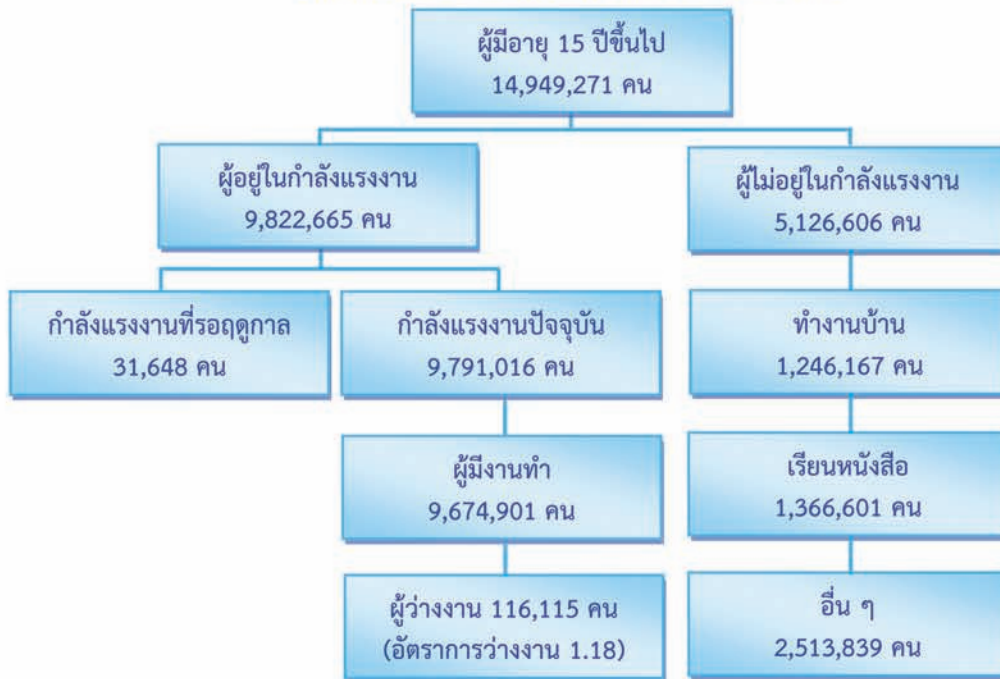 ผู้มีอายุ 15 ปีขึ้นไป
14,949,271 คน
ผู้อยู่ในกำลังแรงงาน
9,822,665 คน
ผู้ไม่อยู่ในกำลังแรงงาน
5,126,606 คน
กำลังแรงงานที่รอฤดูกาล
31,648 คน
กำลังแรงงานปัจจุบัน
9,791,016 คน
ทำงานบ้าน
1,246,167 คน
ผู้มีงานทำ
9,674,901 คน
เรียนหนังสือ
1,366,601 คน
ผู้ว่างงาน 116,115 คน
(อัตราการว่างงาน 1.18)
อื่น ๆ
2,513,839 คน